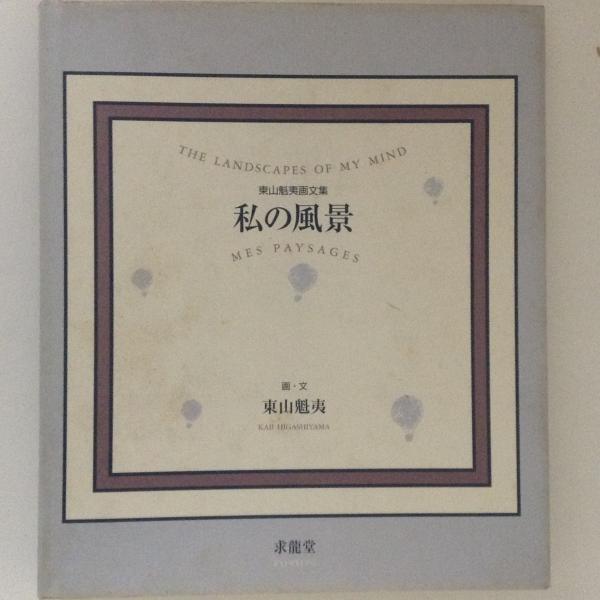 THE LANDSCAPES OF MY MIND
東山魁夷画文集
私の風景
MES PAYSAGES
画・文
東山魁夷
KAII HIGASHIYAMA
求龍堂